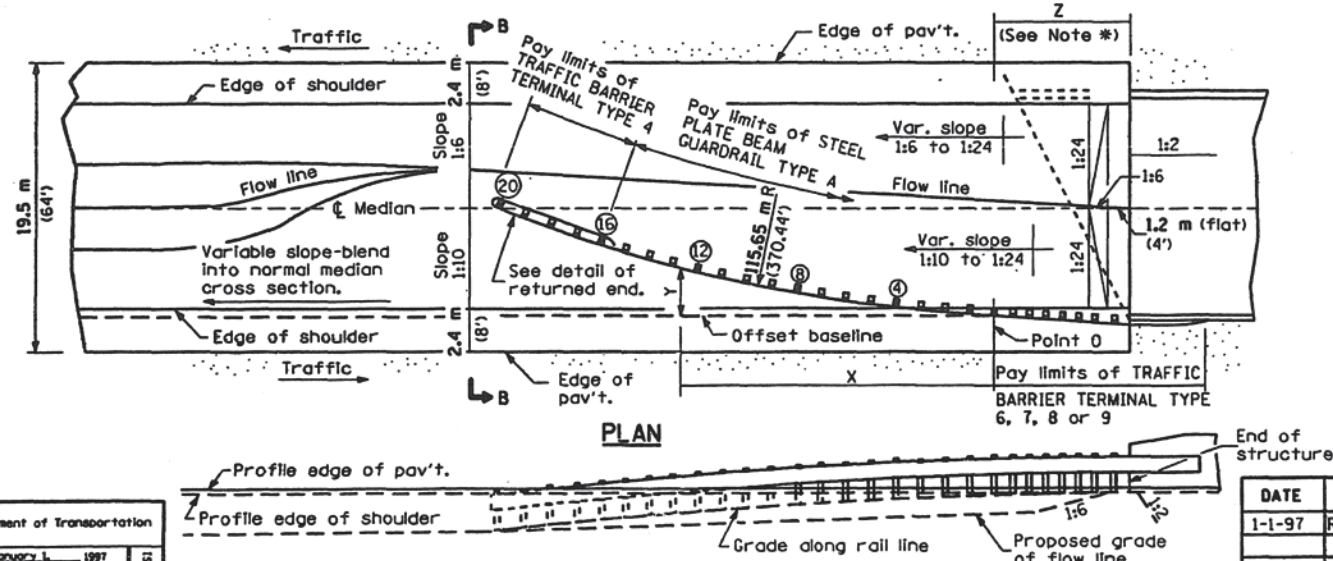 Traffic
B
Edge of pav't.
Z
(See Note *)
Pay limits of
TRAFFIC BARRIER
TERMINAL TYPE 4
Pay limits of STEEL
PLATE BEAM
GUARDRAIL TYPE A
Edge of shoulder
2.4 m
(8')
Slope
1:6
Var. slope
1:6 to 1:24
1:24
1:2
1:6
Flow line
Flow line
19.5 m
(64')
℄ Median
20
16
12
8
4
115.65 m R
(370.44')
1.2 m (flat)
(4')
Variable slope-blend
into normal median
cross section.
Slope
1:10
See detail of
returned end.
Y
Var. slope
1:10 to 1:24
1:24
Edge of shoulder
2.4 m
(8')
Offset baseline
Point O
Traffic
Edge of
pav't.
B
X
Pay limits of TRAFFIC
BARRIER TERMINAL TYPE
6, 7, 8 or 9
PLAN
End of
structure
Profile edge of pav't.
Profile edge of shoulder
Grade along rail line
1:6
1:2
Proposed grade
of flow line
ment of Transportation
1997
DATE
1-1-97